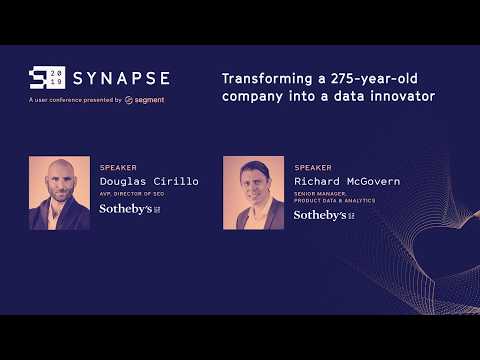 20
19
SYNAPSE
A user conference presented by segment
Transforming a 275-year-old
company into a data innovator
SPEAKER
Douglas Cirillo
AVP, DIRECTOR OF SEO
Sotheby's
SPEAKER
Richard McGovern
SENIOR MANAGER,
PRODUCT DATA & ANALYTICS
Sotheby's